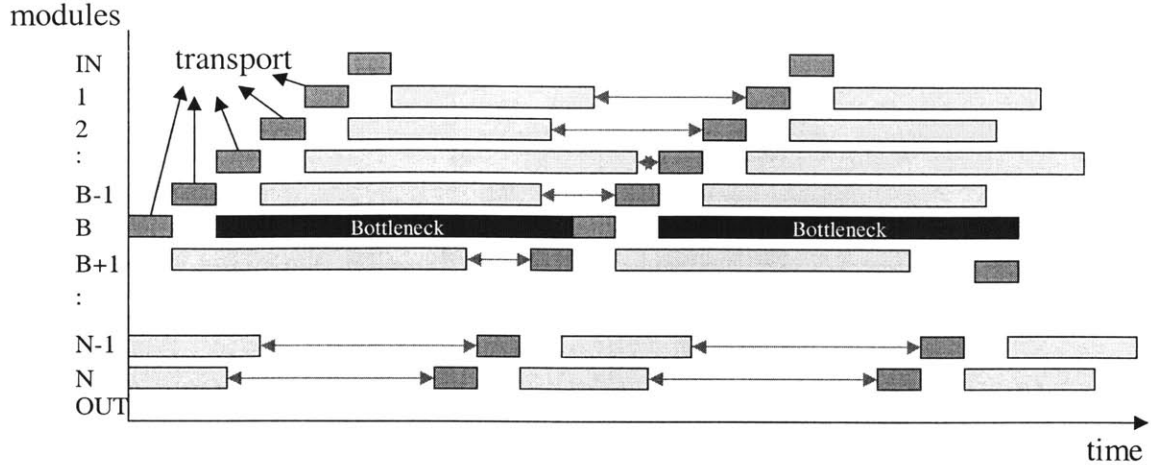 modules
IN
transport
1
2
:
B-1
B Bottleneck Bottleneck
B+1
:
N-1
N
OUT
time